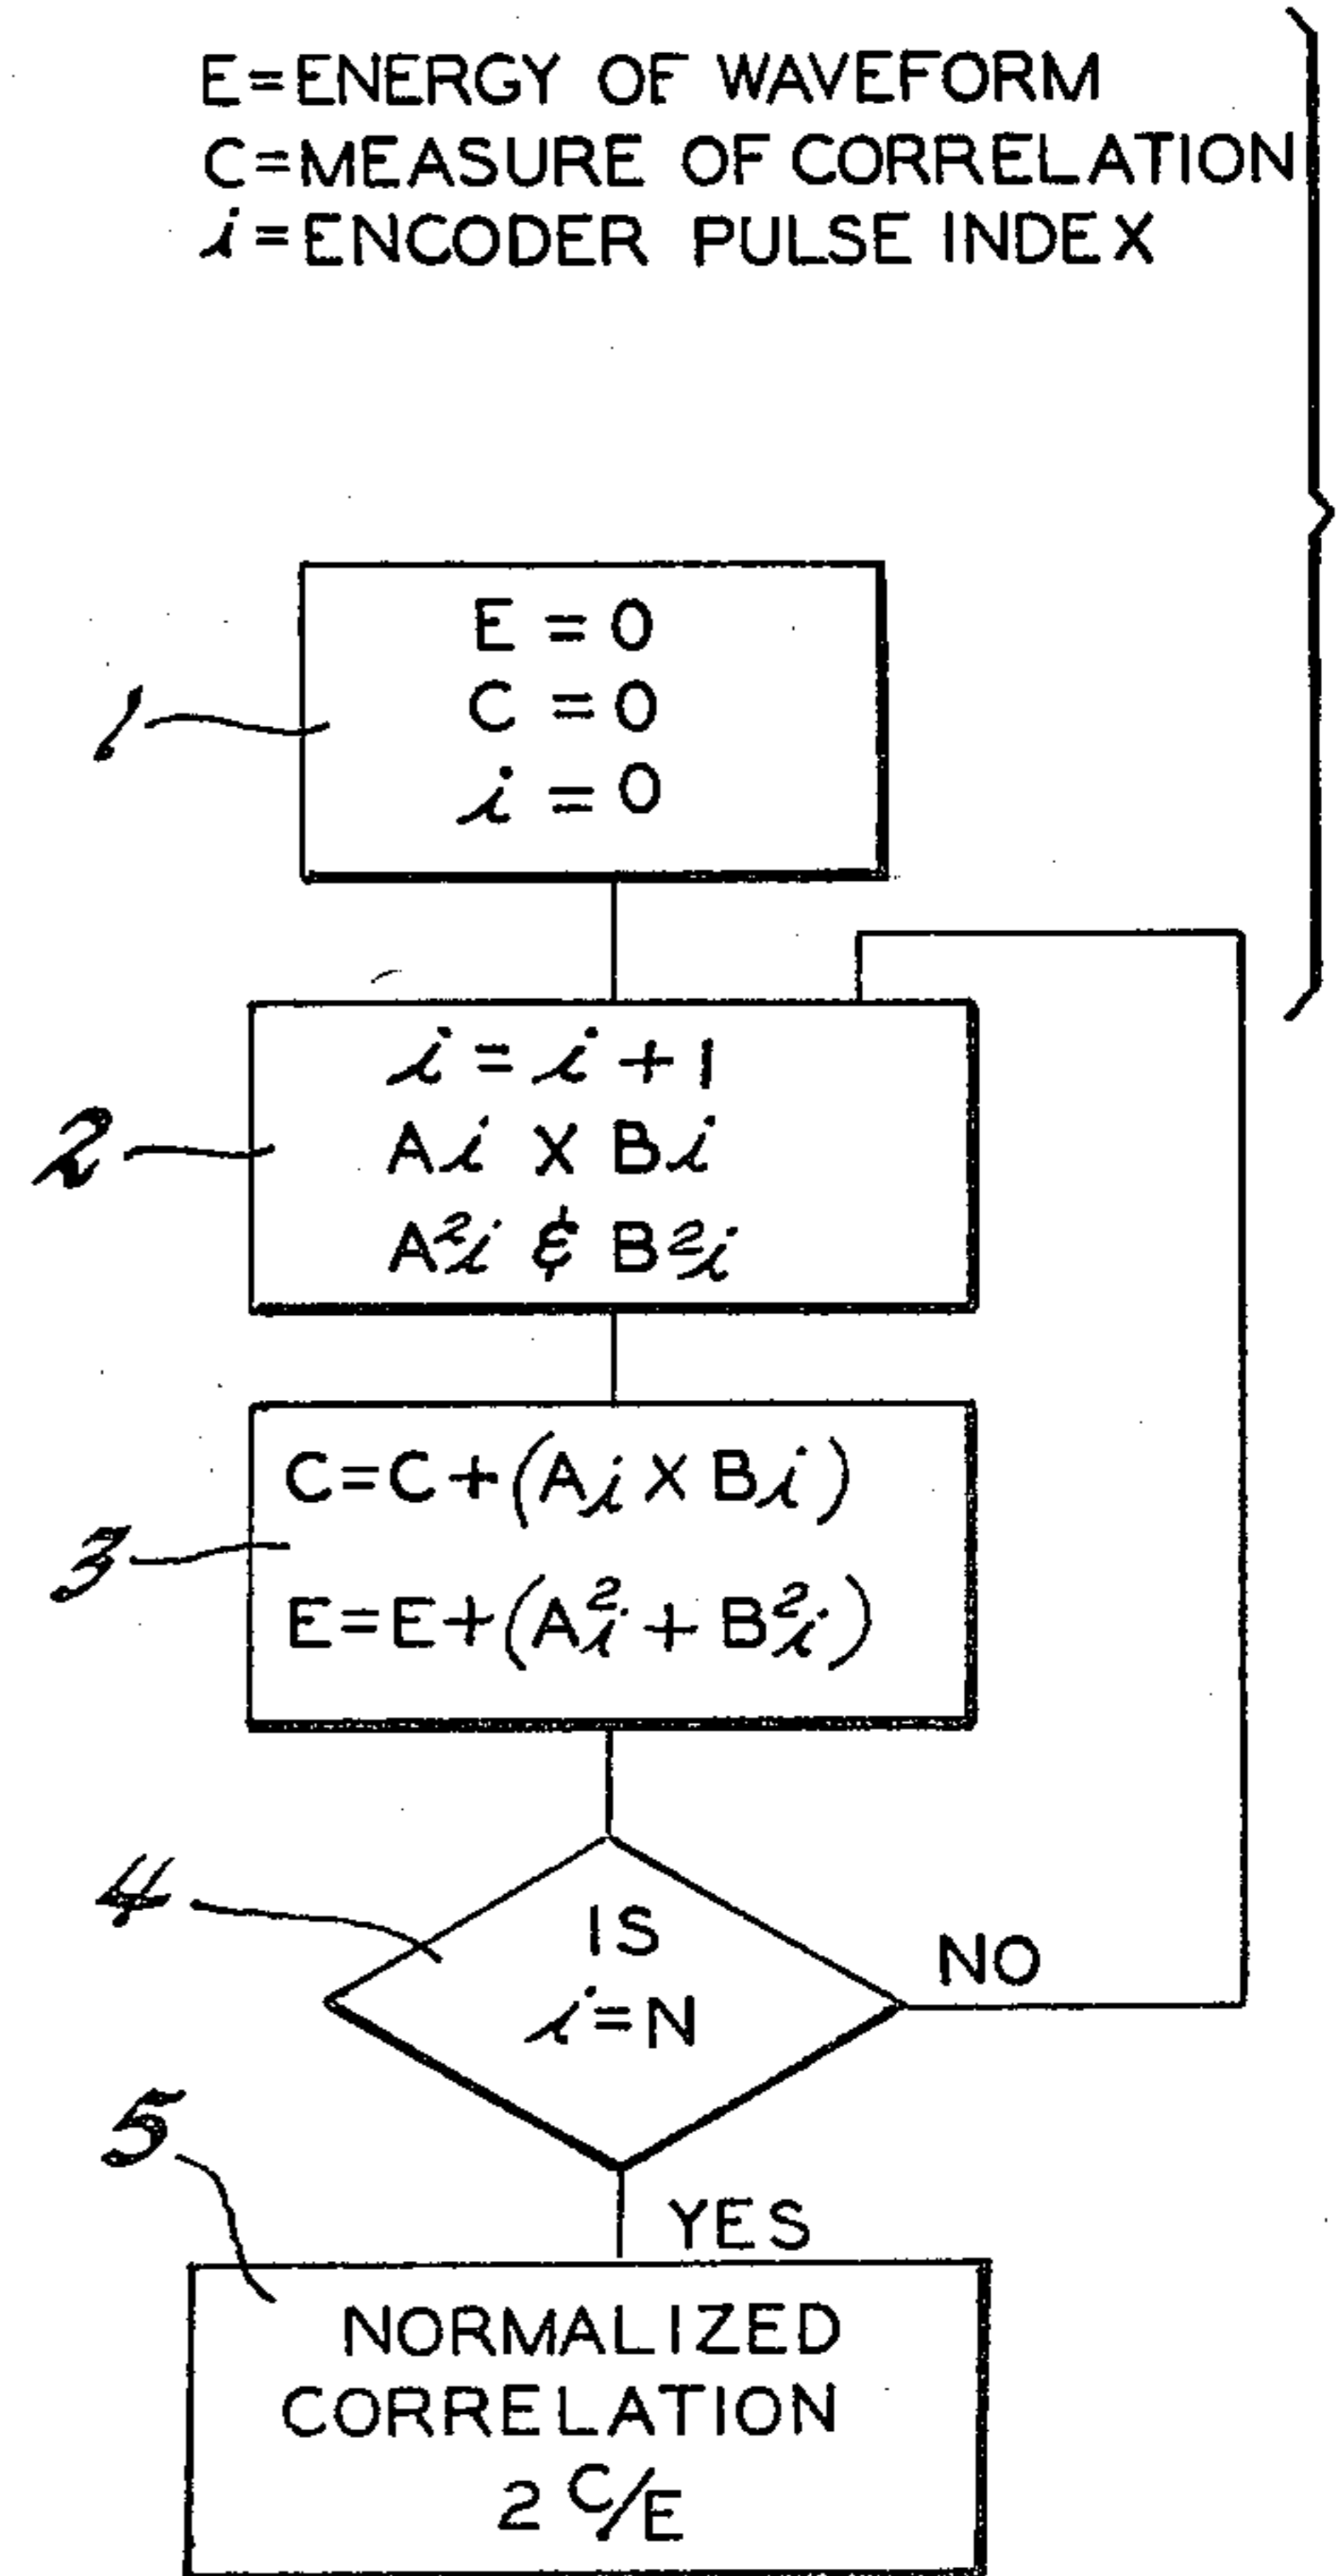 E=ENERGY OF WAVEFORM
C=MEASURE OF CORRELATION
i=ENCODER PULSE INDEX
E=0
C=0
i=0
1
i=i+1
Ai X Bi
A²i & B²i
2
C=C+(Ai X Bi)
3
E=E+(A²i + B²i)
4
IS
i=N
NO
5
YES
NORMALIZED
CORRELATION
2 C/E